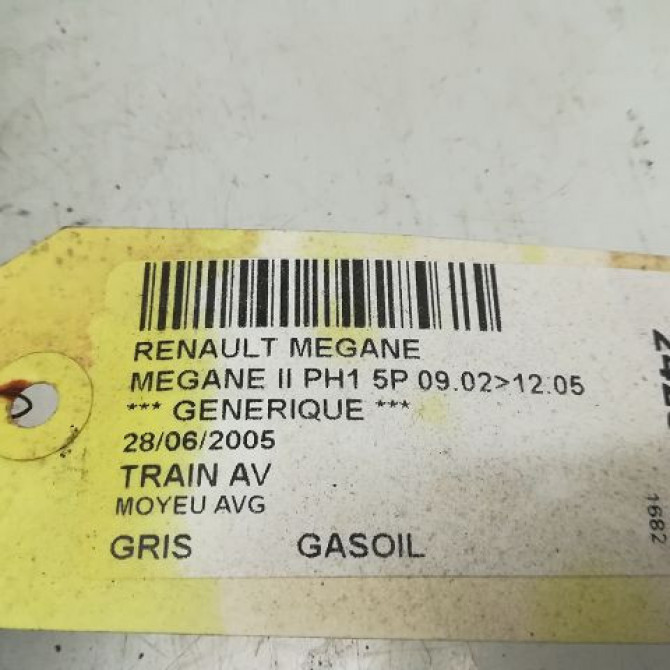 RENAULT MEGANE
MEGANE II PH1 5P 09.02>12.05
*** GENERIQUE ***
28/06/2005
TRAIN AV
MOYEU AVG
GRIS GASOIL
1682